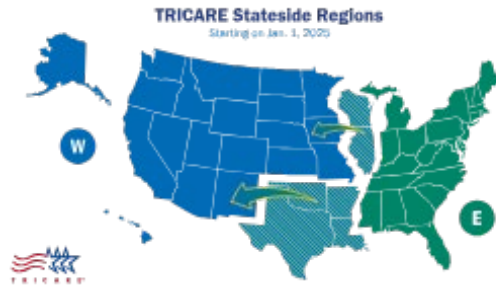 TRICARE Stateside Regions
Starting on Jan. 1, 2025
W
E
TRICARE